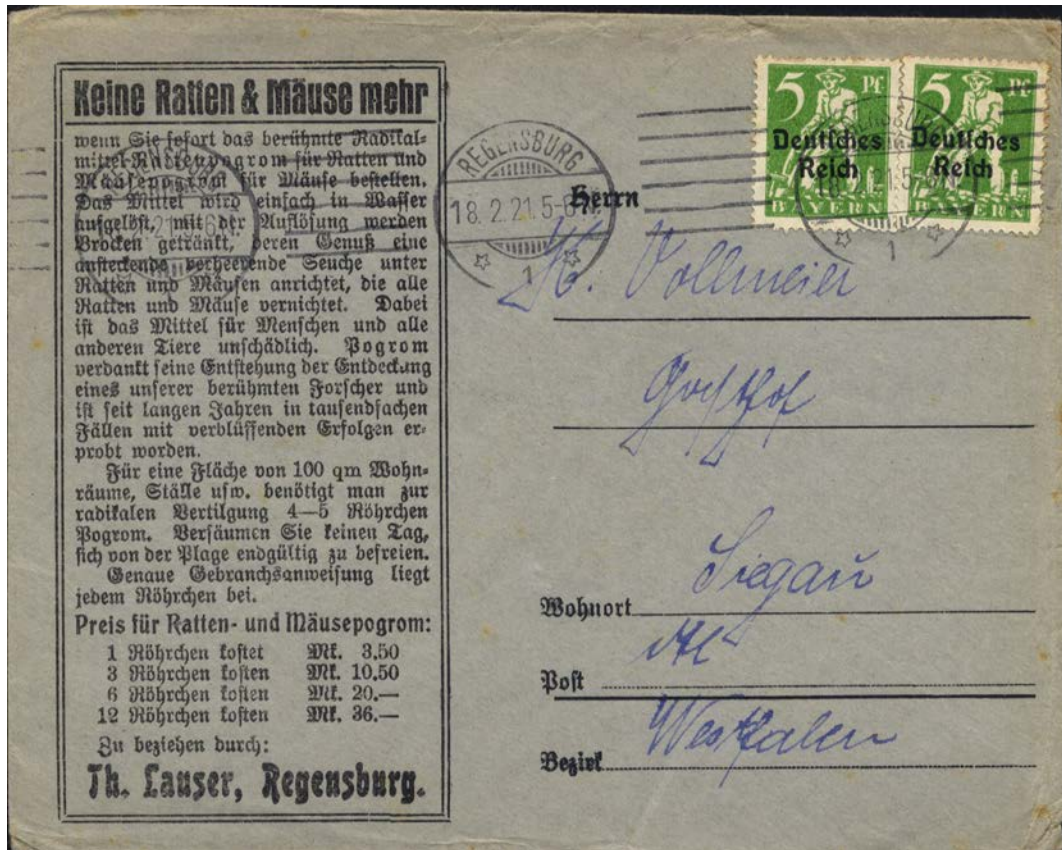 Keine Ratten & Mäuse mehr
wenn Sie sofort das berühmte Radikal-
mittel Rattenpogrom für Ratten und
Mäusepogrom für Mäuse bestellen.
Das Mittel wird einfach in Wasser
aufgelöst, mit der Auflösung werden
Brocken getränkt, deren Genuß eine
ansteckende verheerende Seuche unter
Ratten und Mäusen anrichtet, die alle
Ratten und Mäuse vernichtet. Dabei
ist das Mittel für Menschen und alle
anderen Tiere unschädlich. Pogrom
verdankt seine Entstehung der Entdeckung
eines unserer berühmten Forscher und
ist seit langen Jahren in tausendfachen
Fällen mit verblüffenden Erfolgen er-
probt worden.
Für eine Fläche von 100 qm Wohn-
räume, Ställe usw. benötigt man zur
radikalen Vertilgung 4—5 Röhrchen
Pogrom. Versäumen Sie keinen Tag,
sich von der Plage endgültig zu befreien.
Genaue Gebranchsanweisung liegt
jedem Röhrchen bei.
Preis für Ratten- und Mäusepogrom:
1 Röhrchen kostet Mk. 3,50
3 Röhrchen kosten Mk. 10,50
6 Röhrchen kosten Mk. 20.—
12 Röhrchen kosten Mk. 36.—
Zu beziehen durch:
Th. Lauser, Regensburg.
REGENSBURG
18.2.21.5-6N.
1
5 Pf
Deutsches
Reich
BAYERN
5 Pf
Deutsches
Reich
BAYERN
Herrn
Vollmeier
Gasthof
Wohnort Siegau
Post
Bezirk Westfalen